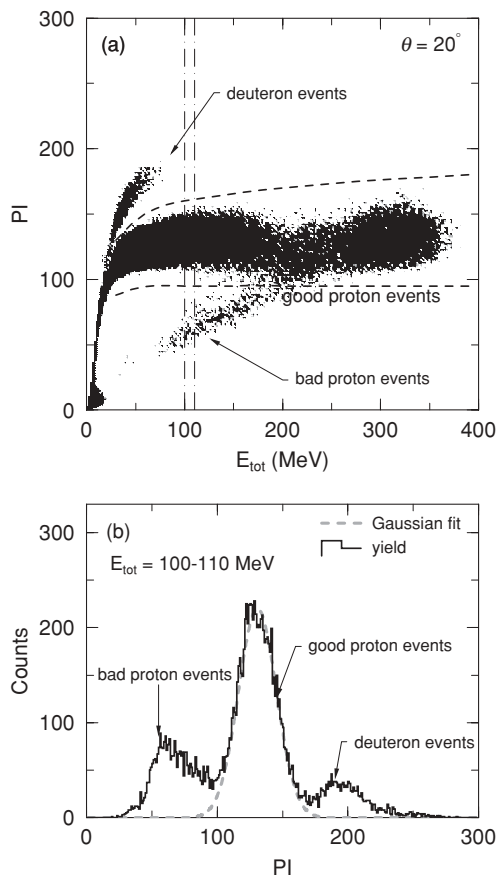 300
(a)
θ = 20°
deuteron events
200
PI
100
good proton events
bad proton events
0
0 100 200 300 400
E_tot (MeV)
(b)
Gaussian fit
yield
300
E_tot = 100-110 MeV
200
good proton events
Counts
bad proton events
100
deuteron events
0
0 100 200 300
PI